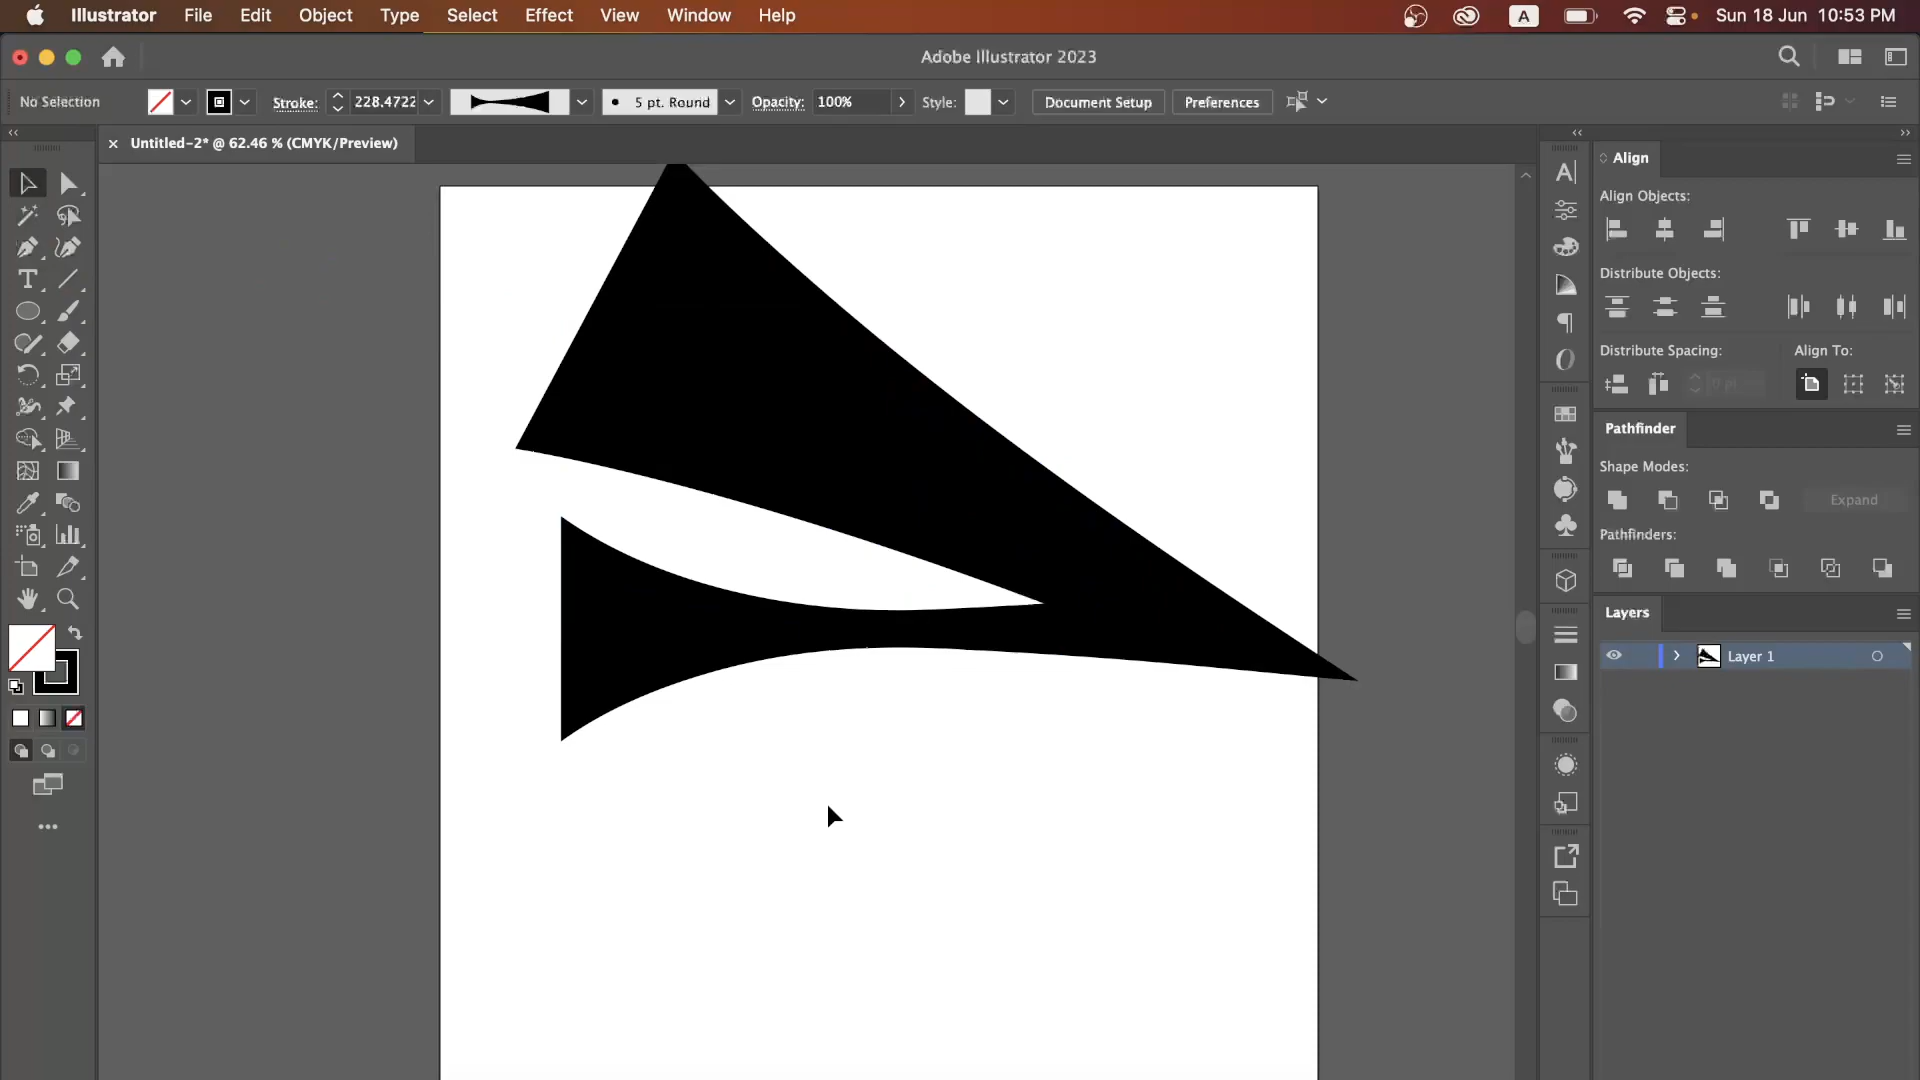 Illustrator File Edit Object Type Select Effect View Window Help A Sun 18 Jun 10:53 PM
Adobe Illustrator 2023
No Selection Stroke: 228.4722 5 pt. Round Opacity: 100% Style: Document Setup Preferences
× Untitled-2* @ 62.46 % (CMYK/Preview)
Align
Align Objects:
Distribute Objects:
Distribute Spacing: Align To:
0 pt
Pathfinder
Shape Modes:
Expand
Pathfinders:
Layers
Layer 1